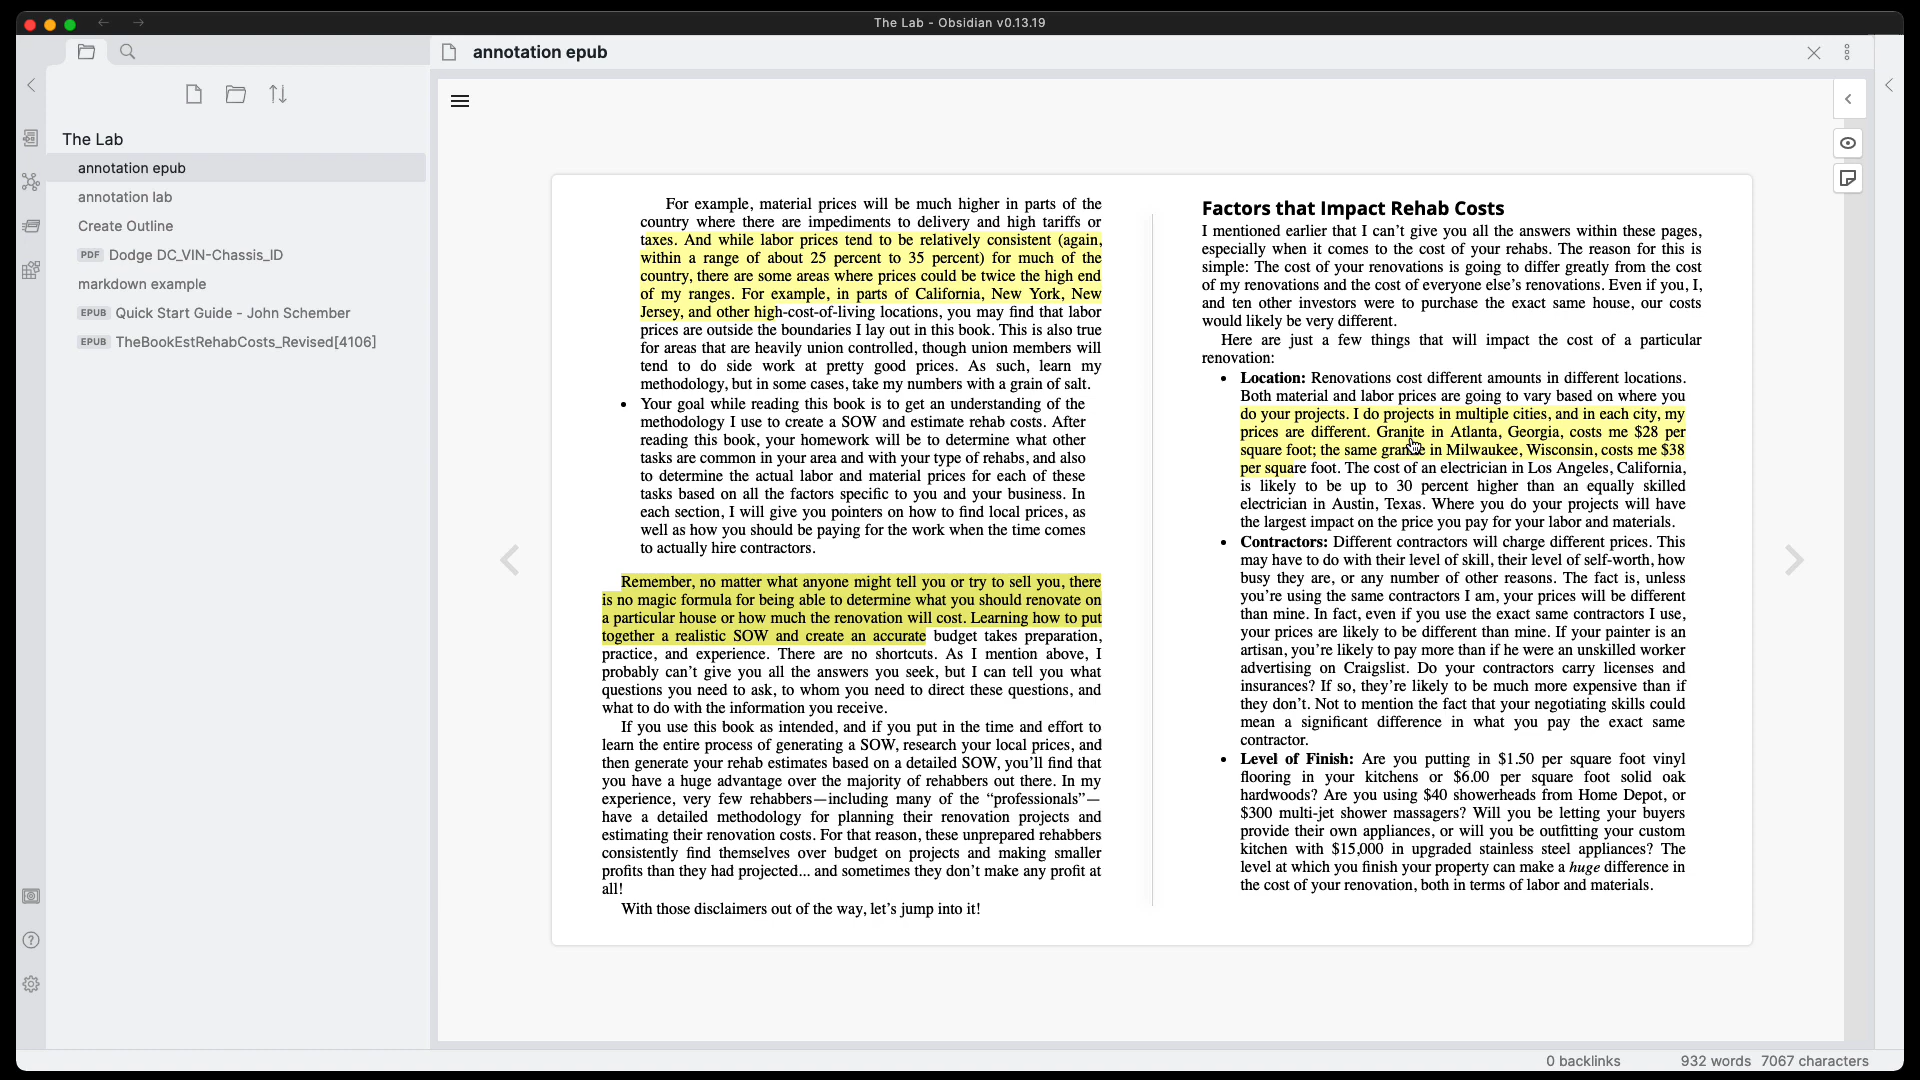 The Lab - Obsidian v0.13.19
annotation epub
The Lab
annotation epub
annotation lab
Create Outline
PDF Dodge DC_VIN-Chassis_ID
markdown example
EPUB Quick Start Guide - John Schember
EPUB TheBookEstRehabCosts_Revised[4106]
For example, material prices will be much higher in parts of the
country where there are impediments to delivery and high tariffs or
taxes. And while labor prices tend to be relatively consistent (again,
within a range of about 25 percent to 35 percent) for much of the
country, there are some areas where prices could be twice the high end
of my ranges. For example, in parts of California, New York, New
Jersey, and other high-cost-of-living locations, you may find that labor
prices are outside the boundaries I lay out in this book. This is also true
for areas that are heavily union controlled, though union members will
tend to do side work at pretty good prices. As such, learn my
methodology, but in some cases, take my numbers with a grain of salt.
• Your goal while reading this book is to get an understanding of the
methodology I use to create a SOW and estimate rehab costs. After
reading this book, your homework will be to determine what other
tasks are common in your area and with your type of rehabs, and also
to determine the actual labor and material prices for each of these
tasks based on all the factors specific to you and your business. In
each section, I will give you pointers on how to find local prices, as
well as how you should be paying for the work when the time comes
to actually hire contractors.
Remember, no matter what anyone might tell you or try to sell you, there
is no magic formula for being able to determine what you should renovate on
a particular house or how much the renovation will cost. Learning how to put
together a realistic SOW and create an accurate budget takes preparation,
practice, and experience. There are no shortcuts. As I mention above, I
probably can’t give you all the answers you seek, but I can tell you what
questions you need to ask, to whom you need to direct these questions, and
what to do with the information you receive.
If you use this book as intended, and if you put in the time and effort to
learn the entire process of generating a SOW, research your local prices, and
then generate your rehab estimates based on a detailed SOW, you’ll find that
you have a huge advantage over the majority of rehabbers out there. In my
experience, very few rehabbers—including many of the “professionals”—
have a detailed methodology for planning their renovation projects and
estimating their renovation costs. For that reason, these unprepared rehabbers
consistently find themselves over budget on projects and making smaller
profits than they had projected... and sometimes they don’t make any profit at
all!
With those disclaimers out of the way, let’s jump into it!
Factors that Impact Rehab Costs
I mentioned earlier that I can’t give you all the answers within these pages,
especially when it comes to the cost of your rehabs. The reason for this is
simple: The cost of your renovations is going to differ greatly from the cost
of my renovations and the cost of everyone else’s renovations. Even if you, I,
and ten other investors were to purchase the exact same house, our costs
would likely be very different.
Here are just a few things that will impact the cost of a particular
renovation:
• Location: Renovations cost different amounts in different locations.
Both material and labor prices are going to vary based on where you
do your projects. I do projects in multiple cities, and in each city, my
prices are different. Granite in Atlanta, Georgia, costs me $28 per
square foot; the same granite in Milwaukee, Wisconsin, costs me $38
per square foot. The cost of an electrician in Los Angeles, California,
is likely to be up to 30 percent higher than an equally skilled
electrician in Austin, Texas. Where you do your projects will have
the largest impact on the price you pay for your labor and materials.
• Contractors: Different contractors will charge different prices. This
may have to do with their level of skill, their level of self-worth, how
busy they are, or any number of other reasons. The fact is, unless
you’re using the same contractors I am, your prices will be different
than mine. In fact, even if you use the exact same contractors I use,
your prices are likely to be different than mine. If your painter is an
artisan, you’re likely to pay more than if he were an unskilled worker
advertising on Craigslist. Do your contractors carry licenses and
insurances? If so, they’re likely to be much more expensive than if
they don’t. Not to mention the fact that your negotiating skills could
mean a significant difference in what you pay the exact same
contractor.
• Level of Finish: Are you putting in $1.50 per square foot vinyl
flooring in your kitchens or $6.00 per square foot solid oak
hardwoods? Are you using $40 showerheads from Home Depot, or
$300 multi-jet shower massagers? Will you be letting your buyers
provide their own appliances, or will you be outfitting your custom
kitchen with $15,000 in upgraded stainless steel appliances? The
level at which you finish your property can make a huge difference in
the cost of your renovation, both in terms of labor and materials.
0 backlinks 932 words 7067 characters